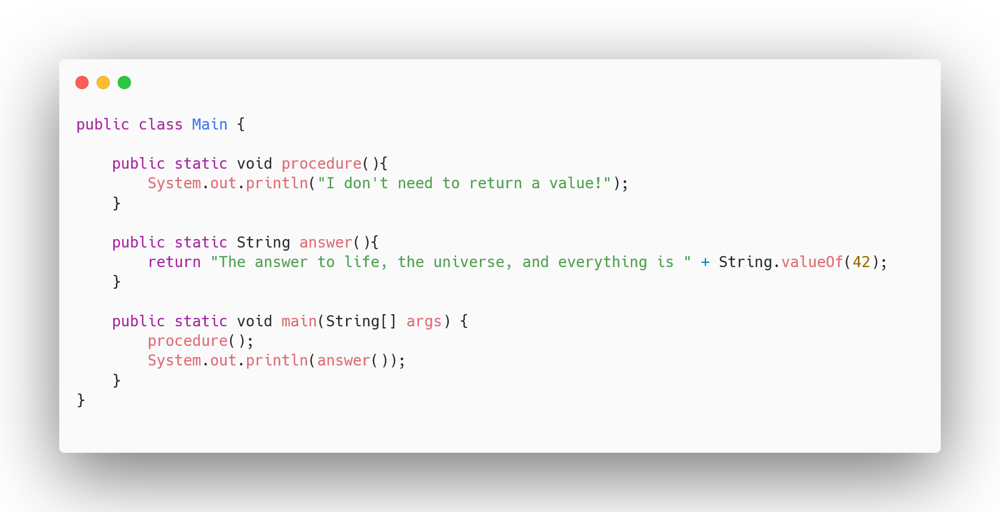 public class Main {
    public static void procedure(){
        System.out.println("I don't need to return a value!");
    }
    public static String answer(){
        return "The answer to life, the universe, and everything is " + String.valueOf(42);
    }
    public static void main(String[] args) {
        procedure();
        System.out.println(answer());
    }
}